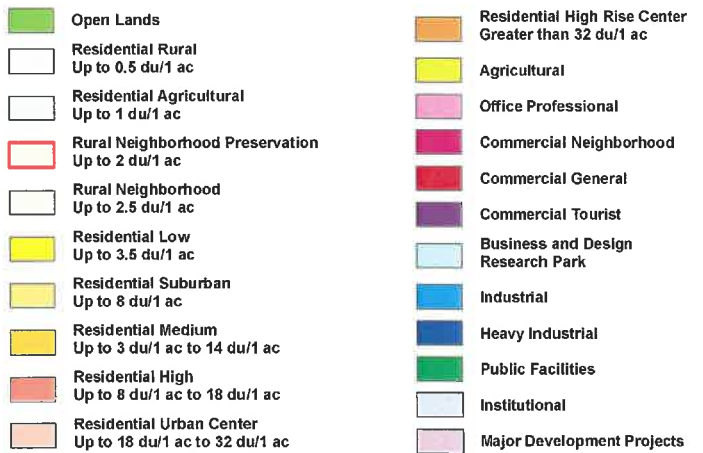 Open Lands
Residential Rural
Up to 0.5 du/1 ac
Residential Agricultural
Up to 1 du/1 ac
Rural Neighborhood Preservation
Up to 2 du/1 ac
Rural Neighborhood
Up to 2.5 du/1 ac
Residential Low
Up to 3.5 du/1 ac
Residential Suburban
Up to 8 du/1 ac
Residential Medium
Up to 3 du/1 ac to 14 du/1 ac
Residential High
Up to 8 du/1 ac to 18 du/1 ac
Residential Urban Center
Up to 18 du/1 ac to 32 du/1 ac
Residential High Rise Center
Greater than 32 du/1 ac
Agricultural
Office Professional
Commercial Neighborhood
Commercial General
Commercial Tourist
Business and Design
Research Park
Industrial
Heavy Industrial
Public Facilities
Institutional
Major Development Projects